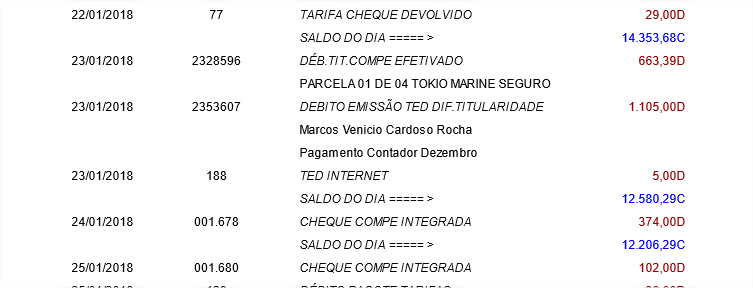 22/01/2018 77 TARIFA CHEQUE DEVOLVIDO 29,00D
SALDO DO DIA ===== > 14.353,68C
23/01/2018 2328596 DÉB.TIT.COMPE EFETIVADO 663,39D
PARCELA 01 DE 04 TOKIO MARINE SEGURO
23/01/2018 2353607 DEBITO EMISSÃO TED DIF.TITULARIDADE 1.105,00D
Marcos Venicio Cardoso Rocha
Pagamento Contador Dezembro
23/01/2018 188 TED INTERNET 5,00D
SALDO DO DIA ===== > 12.580,29C
24/01/2018 001.678 CHEQUE COMPE INTEGRADA 374,00D
SALDO DO DIA ===== > 12.206,29C
25/01/2018 001.680 CHEQUE COMPE INTEGRADA 102,00D